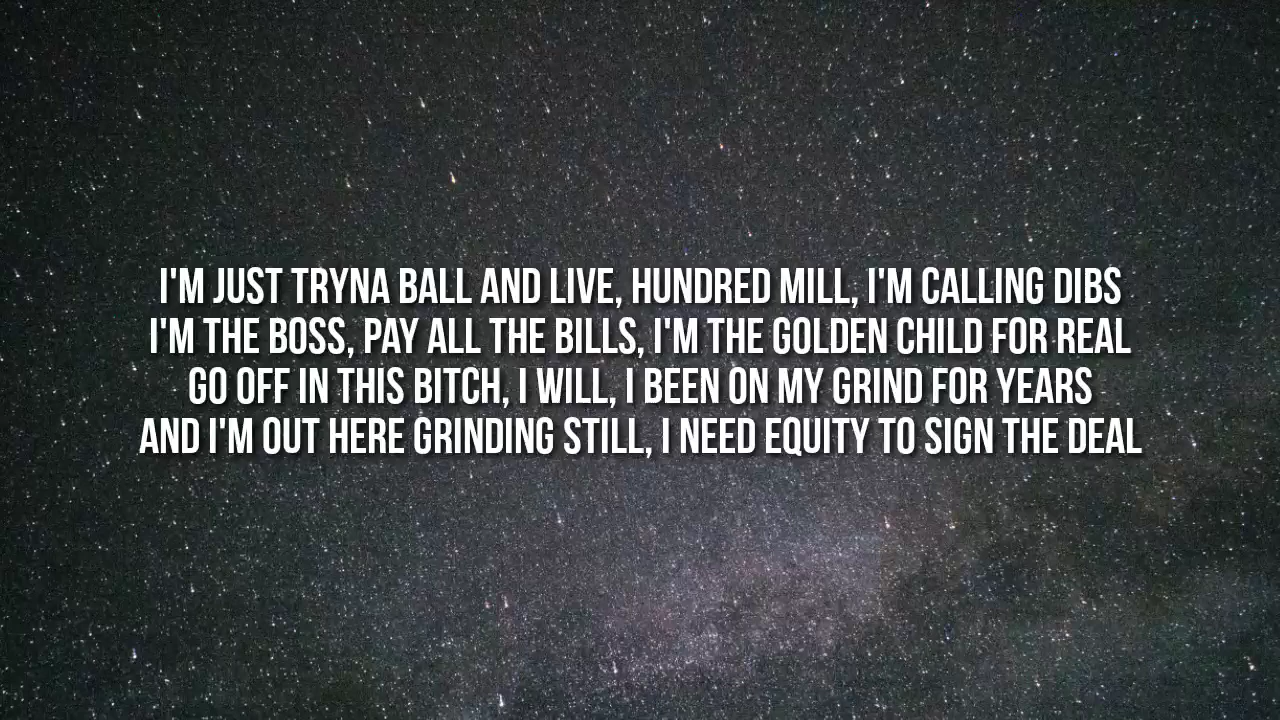 I'M JUST TRYNA BALL AND LIVE, HUNDRED MILL, I'M CALLING DIBS
I'M THE BOSS, PAY ALL THE BILLS, I'M THE GOLDEN CHILD FOR REAL
GO OFF IN THIS BITCH, I WILL, I BEEN ON MY GRIND FOR YEARS
AND I'M OUT HERE GRINDING STILL, I NEED EQUITY TO SIGN THE DEAL